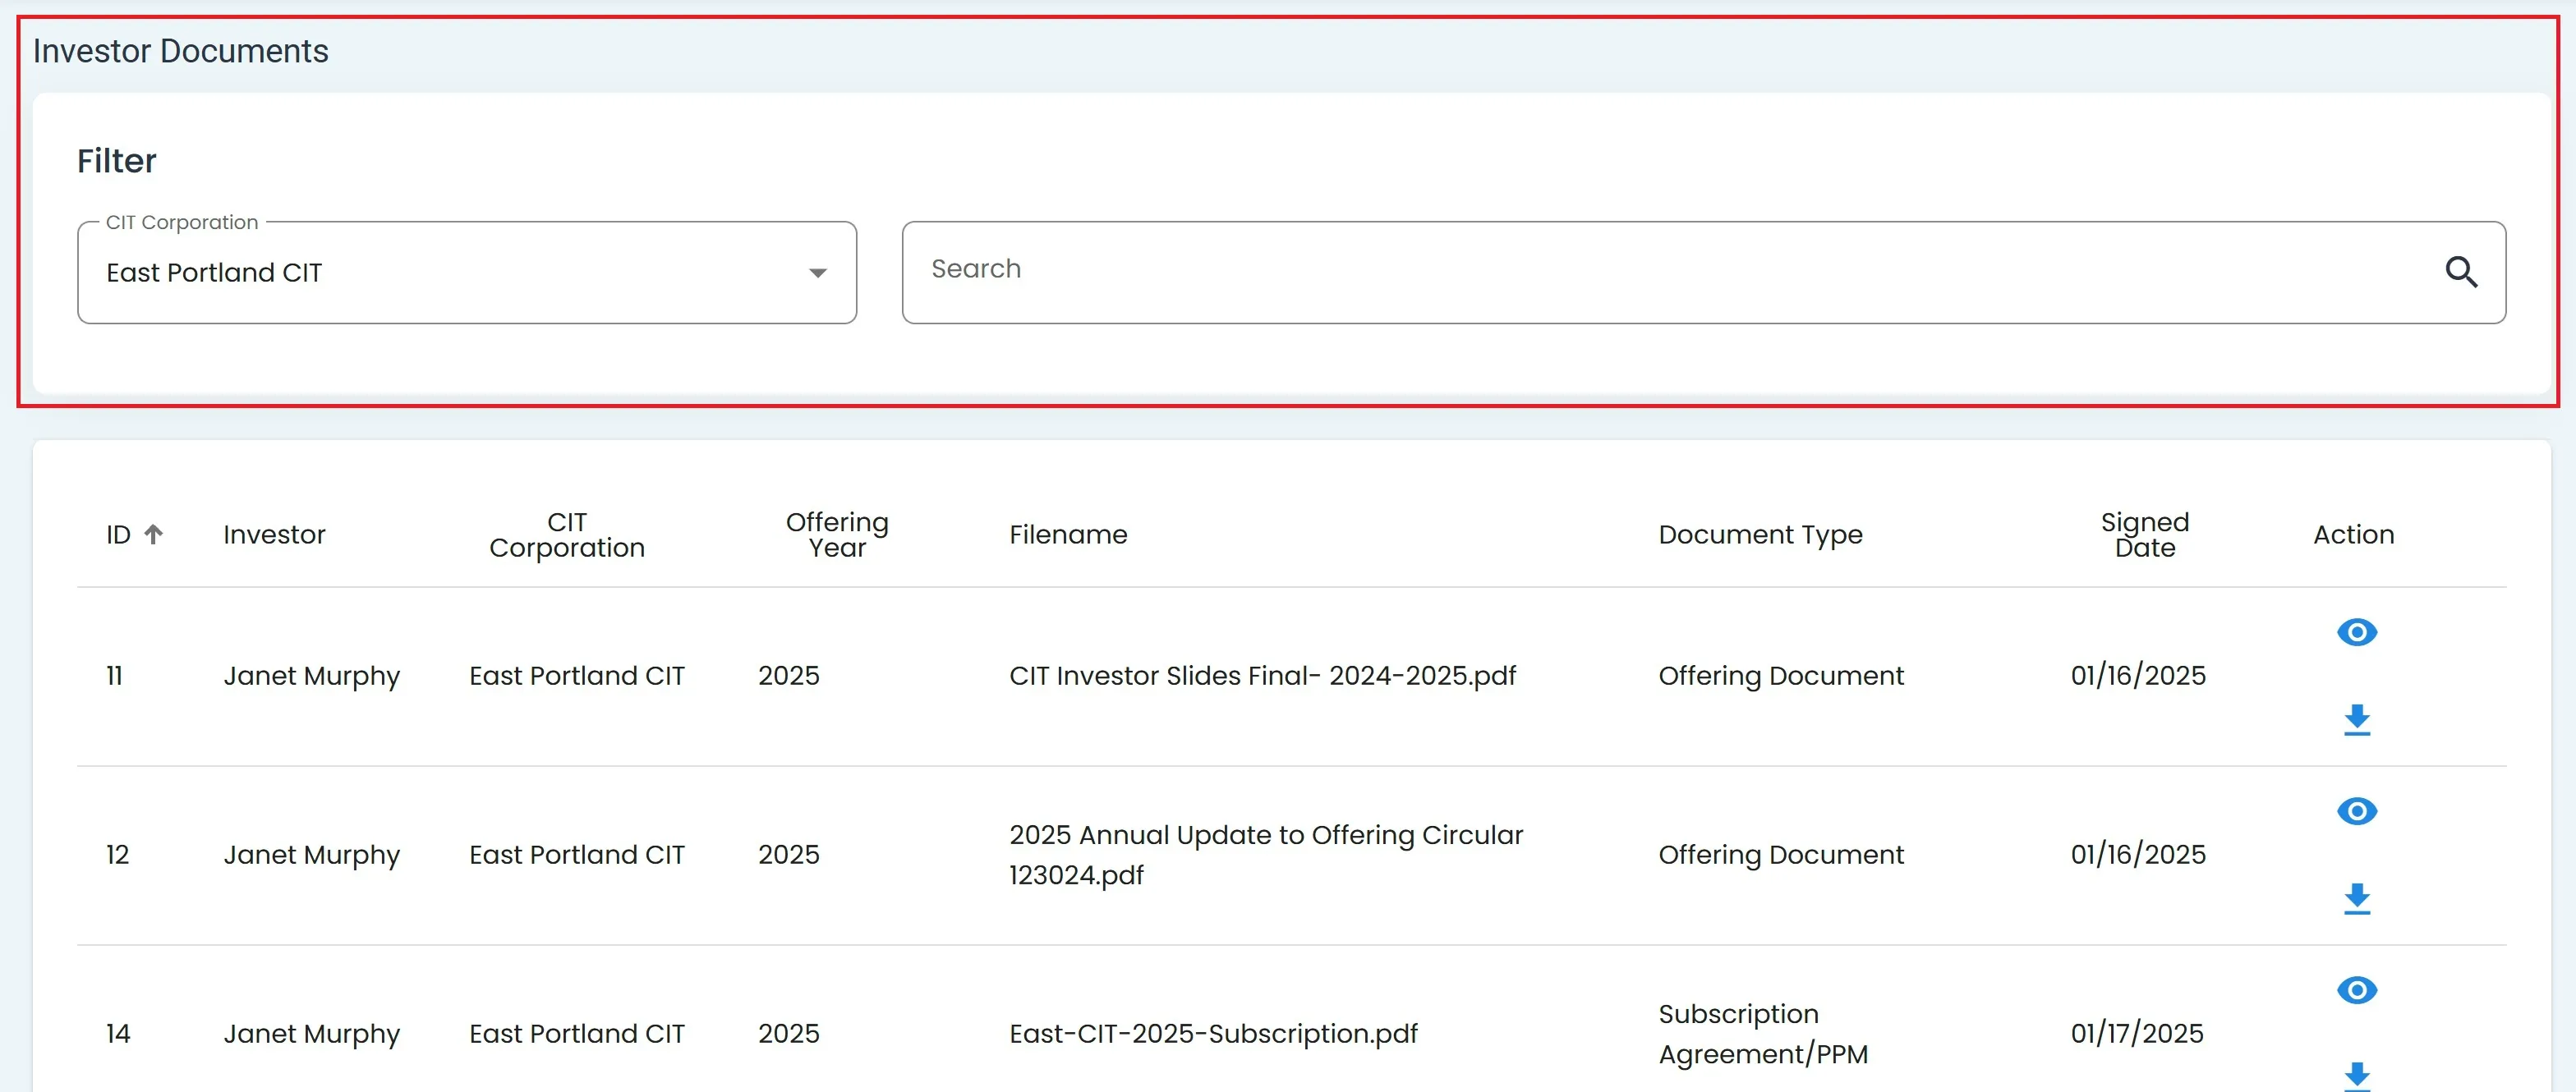 Investor Documents
Filter
CIT Corporation
East Portland CIT
Search
ID Investor CIT Corporation Offering Year Filename Document Type Signed Date Action
11 Janet Murphy East Portland CIT 2025 CIT Investor Slides Final- 2024-2025.pdf Offering Document 01/16/2025
12 Janet Murphy East Portland CIT 2025 2025 Annual Update to Offering Circular 123024.pdf Offering Document 01/16/2025
14 Janet Murphy East Portland CIT 2025 East-CIT-2025-Subscription.pdf Subscription Agreement/PPM 01/17/2025